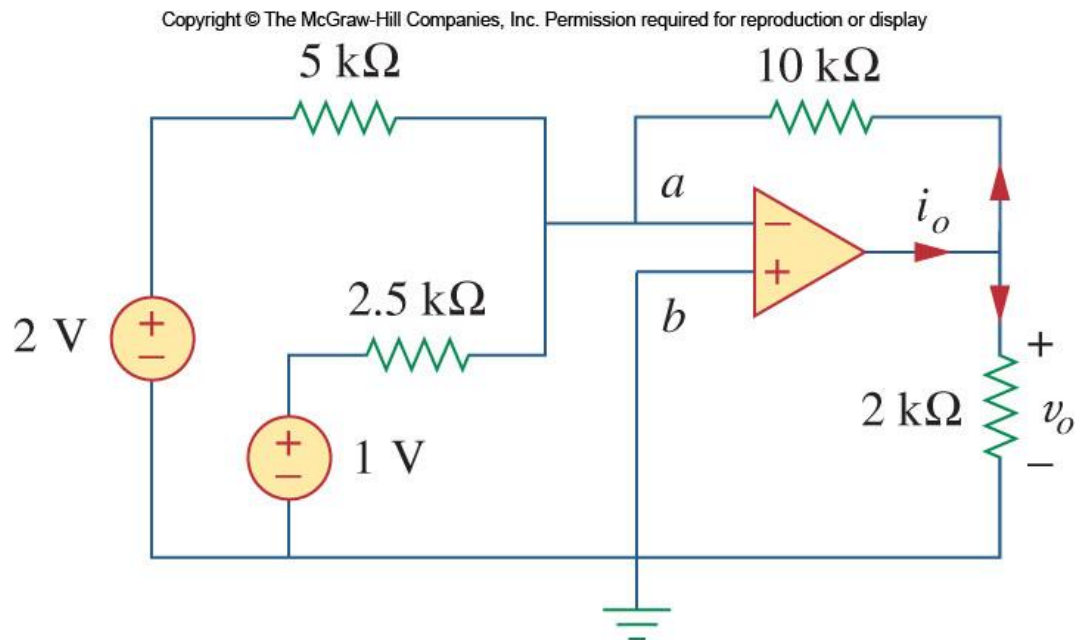 Copyright © The McGraw-Hill Companies, Inc. Permission required for reproduction or display
5 kΩ
10 kΩ
a
−
i_o
+
2.5 kΩ
b
2 V
+
−
+
2 kΩ
v_o
+
−
1 V
−